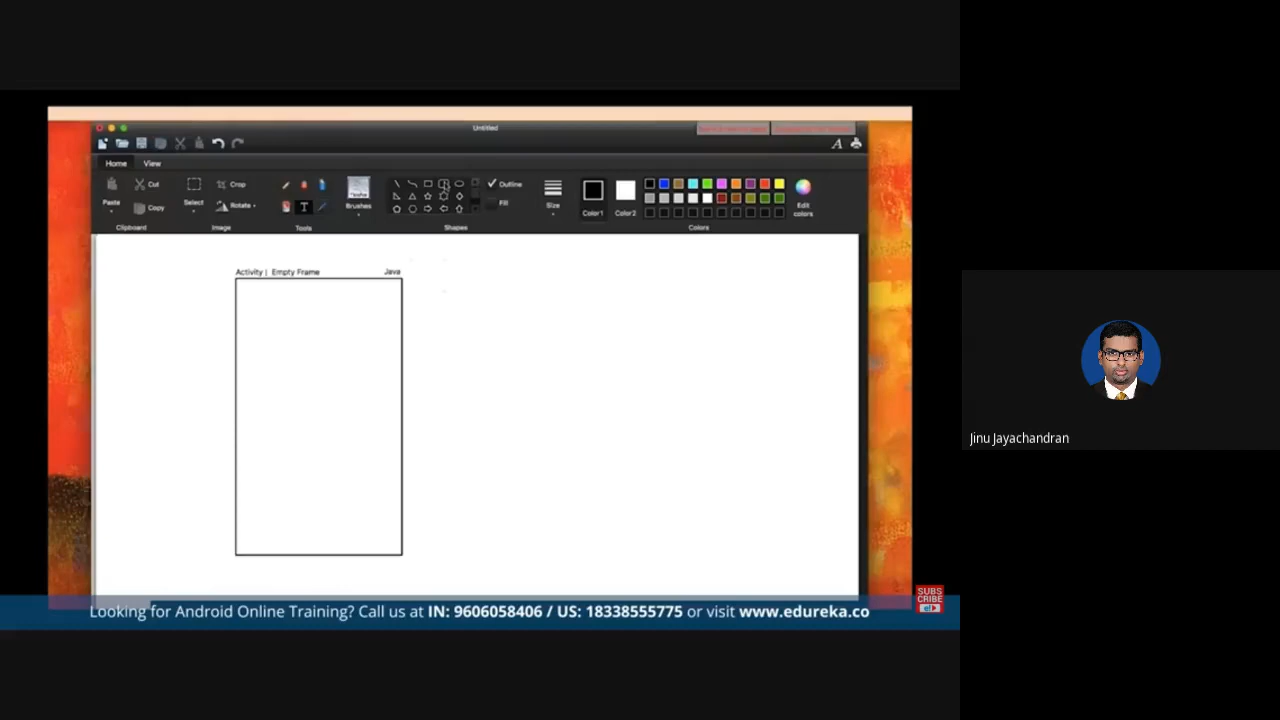 Untitled
A
Home
View
Cut
Crop
Copy
Rotate
Paste
Select
T
Brushes
Outline
Fill
Size
Color1
Color2
Edit
colors
Clipboard
Image
Tools
Shapes
Colors
Activity | Empty Frame
Java
Jinu Jayachandran
SUBS
CRIBE
Looking for Android Online Training? Call us at IN: 9606058406 / US: 18338555775 or visit www.edureka.co